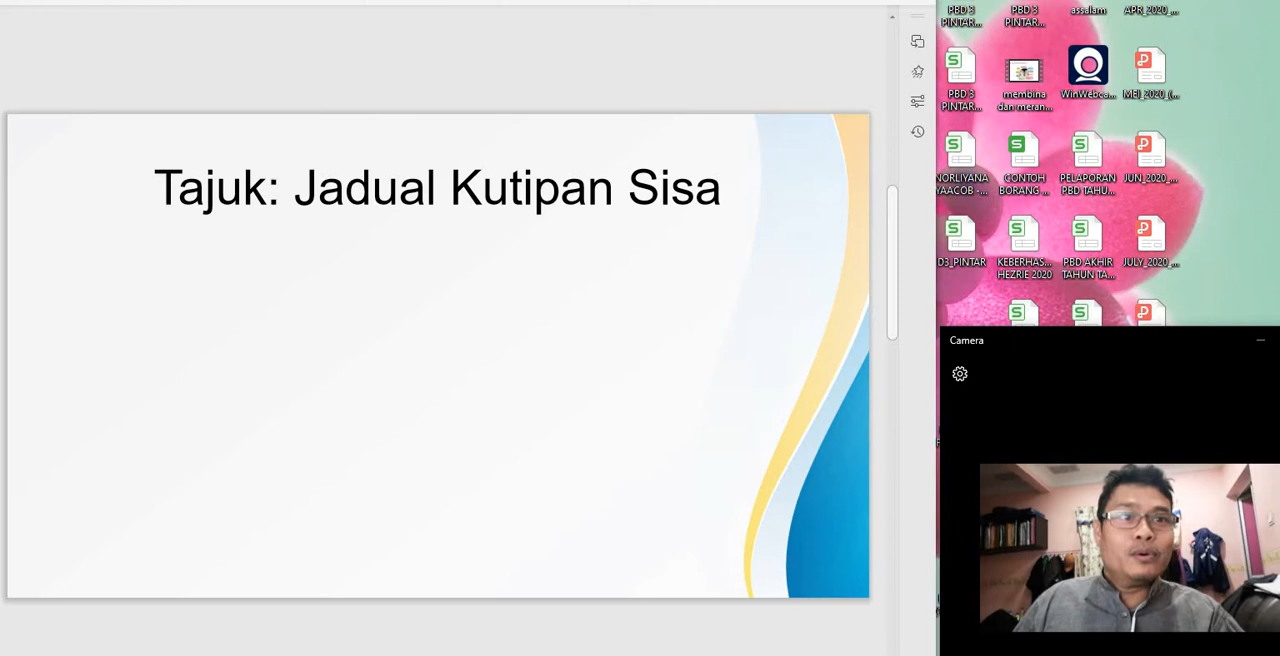 Tajuk: Jadual Kutipan Sisa
PBD 3
PINTAR...
PBD 3
PINTAR...
assalam
APR_2020_...
PBD 3
PINTAR...
membina
dan meran...
WinWebca...
MEI_2020_(...
NORLIYANA
YAACOB -...
CONTOH
BORANG ...
PELAPORAN
PBD TAHU...
JUN_2020_...
D3_PINTAR
KEBERHAS...
HEZRIE 2020
PBD AKHIR
TAHUN TA...
JULY_2020_...
Camera